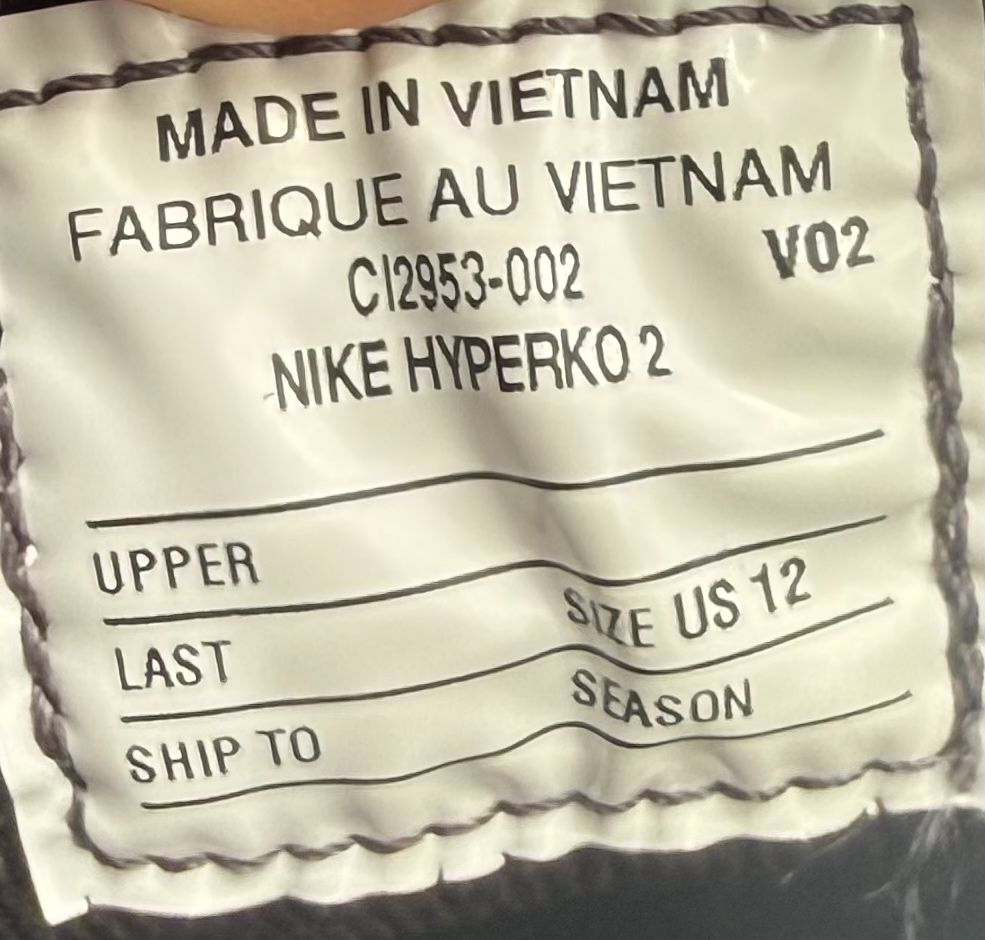 MADE IN VIETNAM
FABRIQUE AU VIETNAM
CI2953-002 V02
NIKE HYPERKO 2
UPPER
LAST SIZE US 12
SHIP TO SEASON